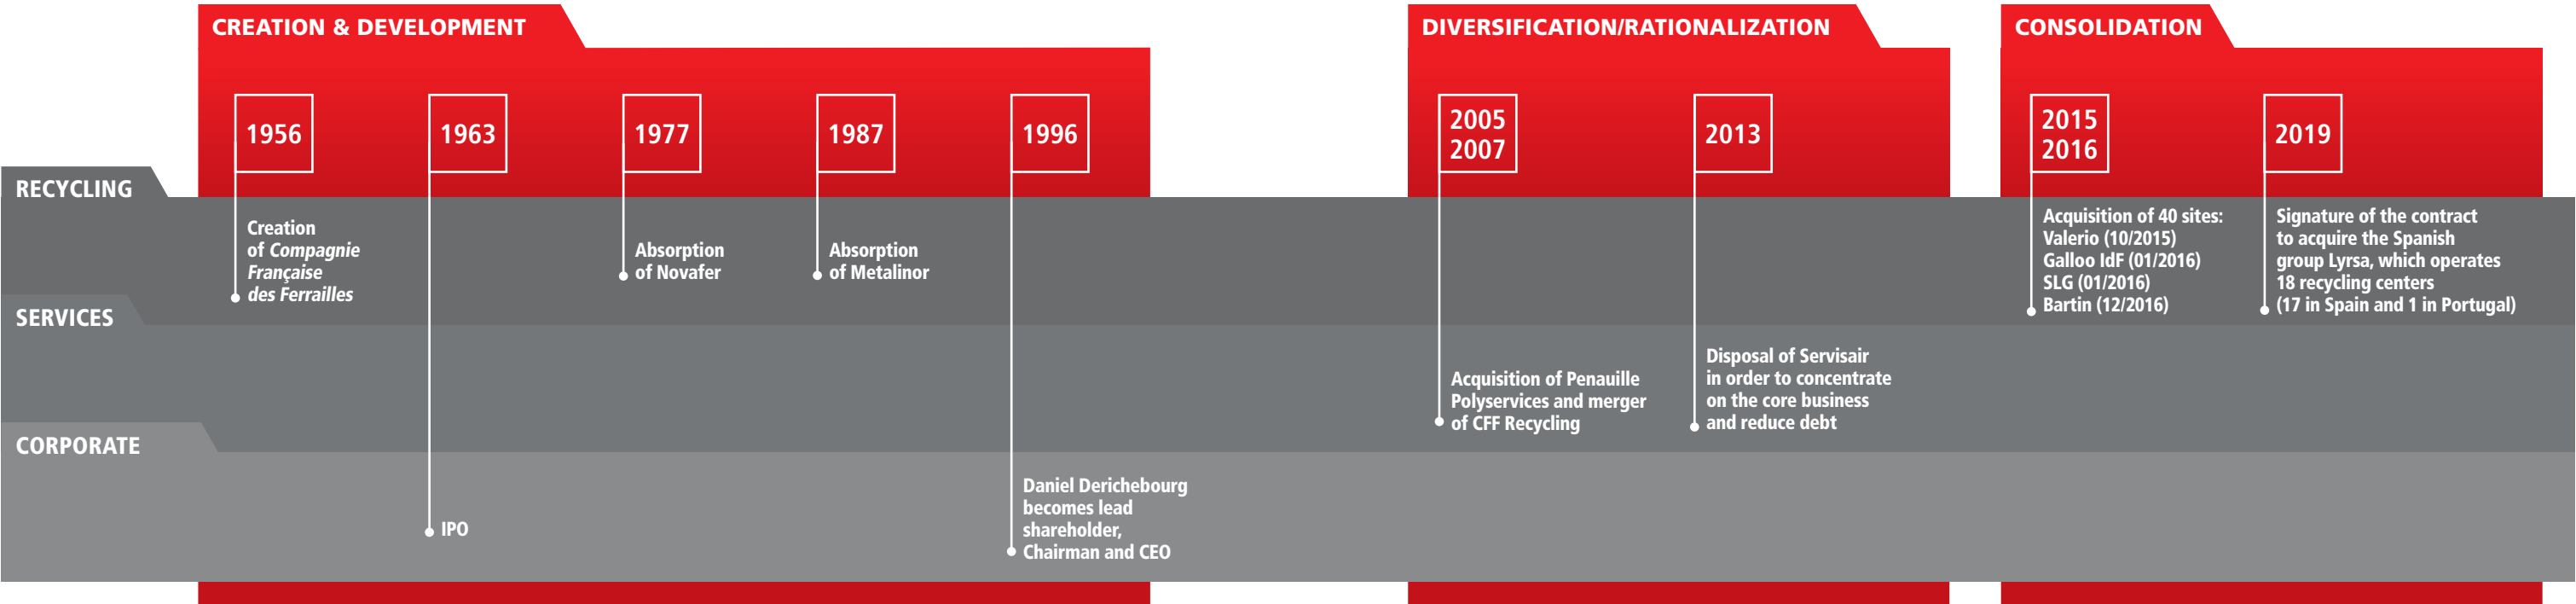 CREATION & DEVELOPMENT
DIVERSIFICATION/RATIONALIZATION
CONSOLIDATION
1956
1963
1977
1987
1996
2005
2007
2013
2015
2016
2019
RECYCLING
Creation
of Compagnie
Française
des Ferrailles
Absorption
of Novafer
Absorption
of Metalinor
Acquisition of 40 sites:
Valerio (10/2015)
Galloo IdF (01/2016)
SLG (01/2016)
Bartin (12/2016)
Signature of the contract
to acquire the Spanish
group Lyrsa, which operates
18 recycling centers
(17 in Spain and 1 in Portugal)
SERVICES
Acquisition of Penauille
Polyservices and merger
of CFF Recycling
Disposal of Servisair
in order to concentrate
on the core business
and reduce debt
CORPORATE
IPO
Daniel Derichebourg
becomes lead
shareholder,
Chairman and CEO